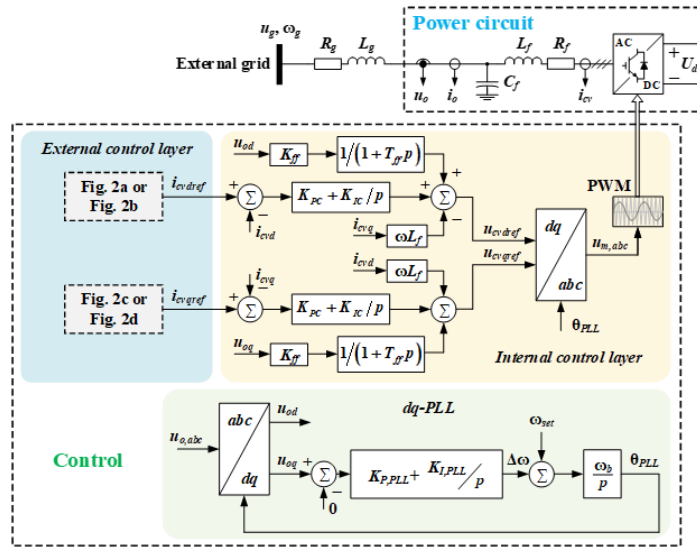 Power circuit
u_g, ω_g
External grid
R_g
L_g
u_o
i_o
C_f
L_f
R_f
i_cv
AC
DC
+
−
External control layer
Fig. 2a or
Fig. 2b
i_cvdref
Fig. 2c or
Fig. 2d
i_cvqref
u_od
K_ff
1/(1+T_ff p)
+
+
Σ
−
i_cvd
K_PC + K_IC/p
+
Σ
+
−
i_cvq
ωL_f
i_cvd
ωL_f
i_cvq
−
+
Σ
K_PC + K_IC/p
Σ
u_oq
K_ff
1/(1+T_ff p)
u_cvdref
u_cvqref
dq
abc
θ_PLL
u_m,abc
PWM
Internal control layer
Control
dq-PLL
u_o,abc
abc
dq
u_od
u_oq
+
Σ
−
0
K_P,PLL + K_I,PLL/p
Δω
ω_set
Σ
ω_b
p
θ_PLL